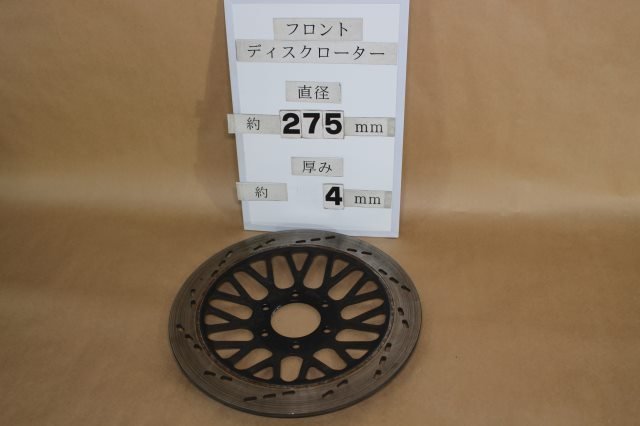 フロント
ディスクローター
直径
約 275 mm
厚み
約 4 mm